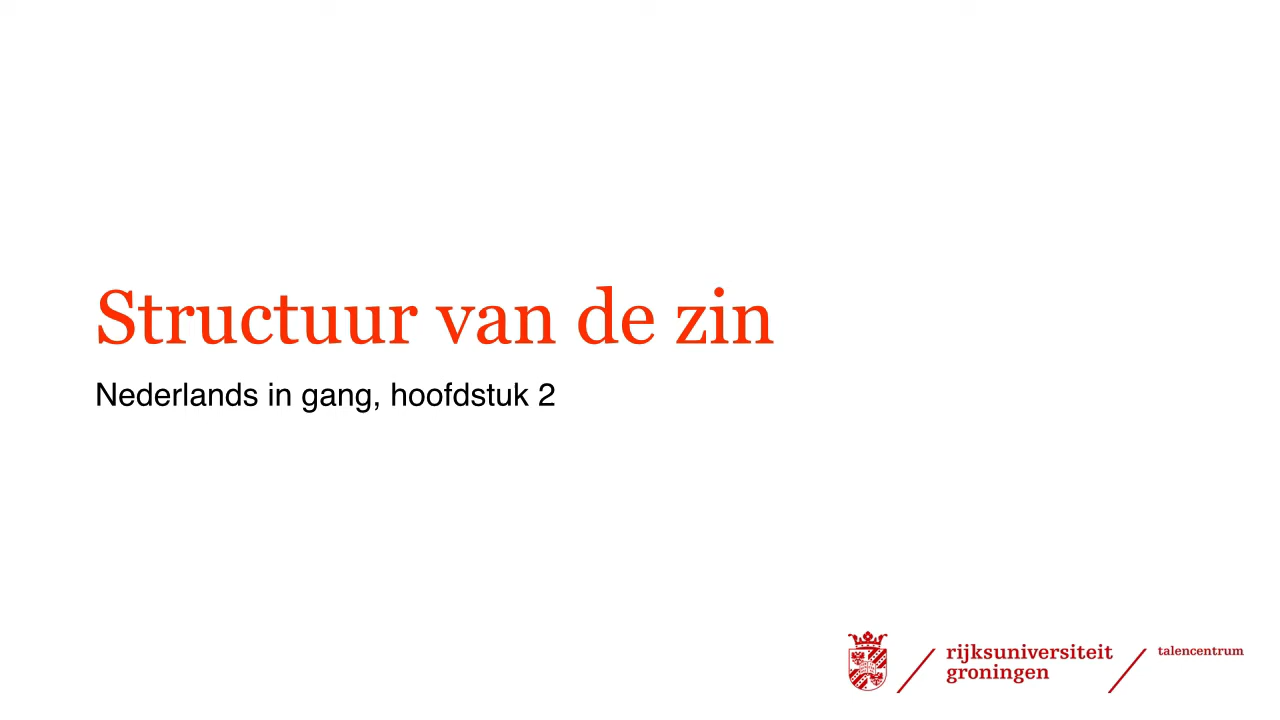 Structuur van de zin
Nederlands in gang, hoofdstuk 2
rijksuniversiteit
groningen
talencentrum